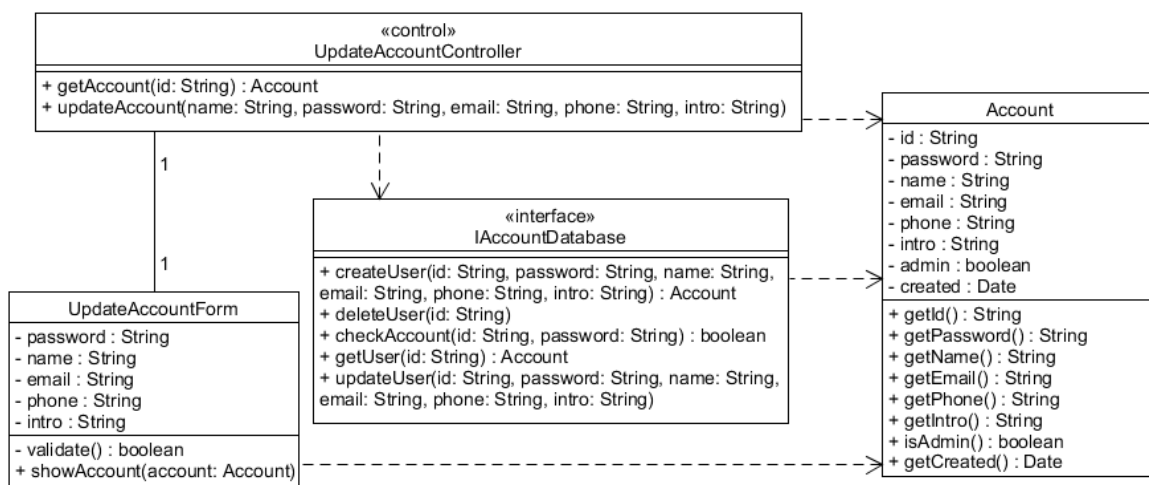 «control»
UpdateAccountController
+ getAccount(id: String) : Account
+ updateAccount(name: String, password: String, email: String, phone: String, intro: String)
1
1
«interface»
IAccountDatabase
+ createUser(id: String, password: String, name: String,
email: String, phone: String, intro: String) : Account
+ deleteUser(id: String)
+ checkAccount(id: String, password: String) : boolean
+ getUser(id: String) : Account
+ updateUser(id: String, password: String, name: String,
email: String, phone: String, intro: String)
UpdateAccountForm
- password : String
- name : String
- email : String
- phone : String
- intro : String
- validate() : boolean
+ showAccount(account: Account)
Account
- id : String
- password : String
- name : String
- email : String
- phone : String
- intro : String
- admin : boolean
- created : Date
+ getId() : String
+ getPassword() : String
+ getName() : String
+ getEmail() : String
+ getPhone() : String
+ getIntro() : String
+ isAdmin() : boolean
+ getCreated() : Date